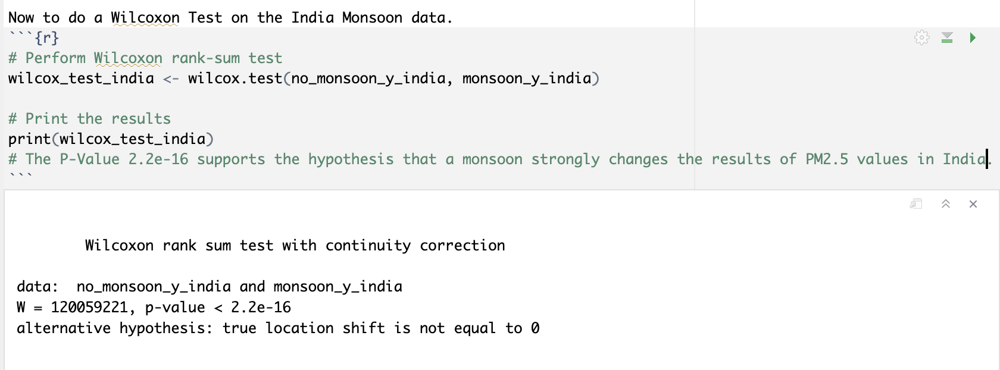 Now to do a Wilcoxon Test on the India Monsoon data.
```{r}
# Perform Wilcoxon rank-sum test
wilcox_test_india <- wilcox.test(no_monsoon_y_india, monsoon_y_india)
# Print the results
print(wilcox_test_india)
# The P-Value 2.2e-16 supports the hypothesis that a monsoon strongly changes the results of PM2.5 values in India.
```
Wilcoxon rank sum test with continuity correction
data:  no_monsoon_y_india and monsoon_y_india
W = 120059221, p-value < 2.2e-16
alternative hypothesis: true location shift is not equal to 0